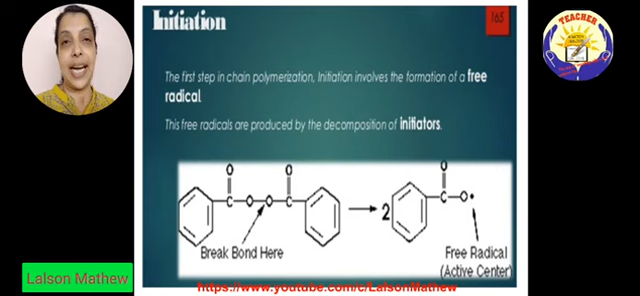 Initiation
165
TEACHER
The first step in chain polymerization, Initiation involves the formation of a free
radical
This free radicals are produced by the decomposition of initiators.
O
O
O
C
O
O
C
2
C
O•
Break Bond Here
Free Radical
(Active Center)
Lalson Mathew
https://www.youtube.com/c/LalsonMathew